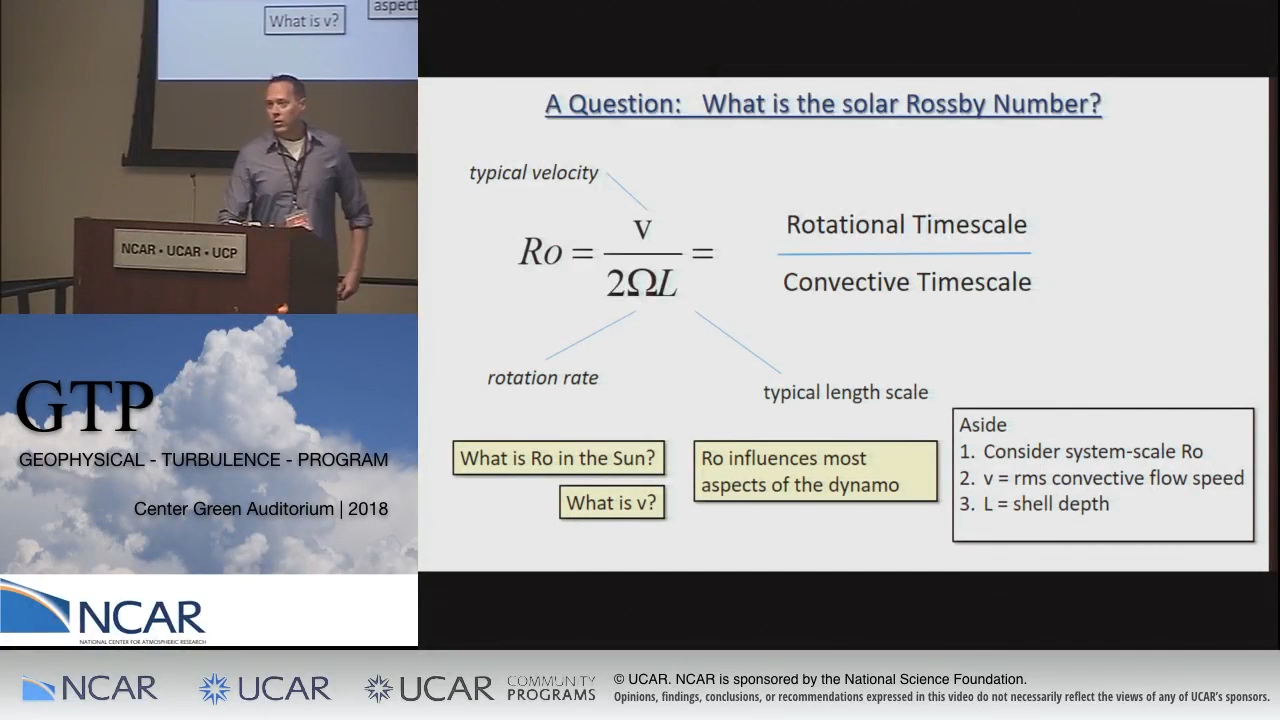 aspect
What is v?
NCAR • UCAR • UCP
GTP
GEOPHYSICAL - TURBULENCE - PROGRAM
Center Green Auditorium | 2018
NCAR
NATIONAL CENTER FOR ATMOSPHERIC RESEARCH
A Question: What is the solar Rossby Number?
typical velocity
Ro = v / 2ΩL =
Rotational Timescale
Convective Timescale
rotation rate
typical length scale
What is Ro in the Sun?
What is v?
Ro influences most
aspects of the dynamo
Aside
1. Consider system-scale Ro
2. v = rms convective flow speed
3. L = shell depth
NCAR
UCAR
UCAR
COMMUNITY
PROGRAMS
© UCAR. NCAR is sponsored by the National Science Foundation.
Opinions, findings, conclusions, or recommendations expressed in this video do not necessarily reflect the views of any of UCAR's sponsors.